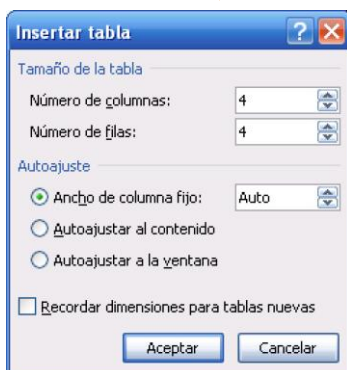 Insertar tabla
Tamaño de la tabla
Número de columnas: 4
Número de filas: 4
Autoajuste
Ancho de columna fijo: Auto
Autoajustar al contenido
Autoajustar a la ventana
Recordar dimensiones para tablas nuevas
Aceptar Cancelar